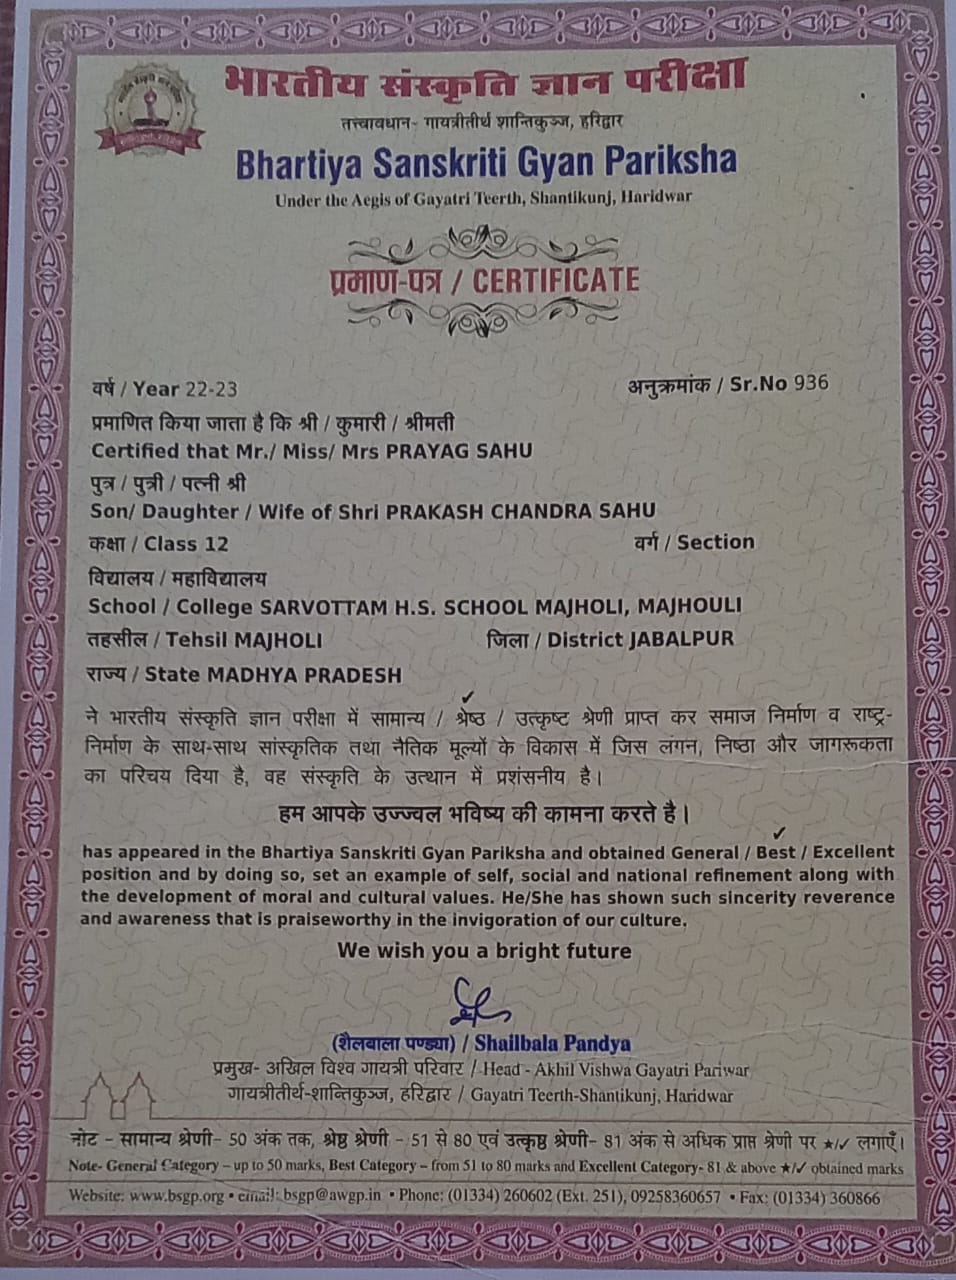 भारतीय संस्कृति ज्ञान परीक्षा
तत्त्वावधान- गायत्रीतीर्थ शान्तिकुञ्ज, हरिद्वार
Bhartiya Sanskriti Gyan Pariksha
Under the Aegis of Gayatri Teerth, Shantikunj, Haridwar
प्रमाण-पत्र / CERTIFICATE
वर्ष / Year 22-23 अनुक्रमांक / Sr.No 936
प्रमाणित किया जाता है कि श्री / कुमारी / श्रीमती
Certified that Mr./ Miss/ Mrs PRAYAG SAHU
पुत्र / पुत्री / पत्नी श्री
Son/ Daughter / Wife of Shri PRAKASH CHANDRA SAHU
कक्षा / Class 12 वर्ग / Section
विद्यालय / महाविद्यालय
School / College SARVOTTAM H.S. SCHOOL MAJHOLI, MAJHOULI
तहसील / Tehsil MAJHOLI जिला / District JABALPUR
राज्य / State MADHYA PRADESH
✓
ने भारतीय संस्कृति ज्ञान परीक्षा में सामान्य / श्रेष्ठ / उत्कृष्ट श्रेणी प्राप्त कर समाज निर्माण व राष्ट्र-
निर्माण के साथ-साथ सांस्कृतिक तथा नैतिक मूल्यों के विकास में जिस लगन, निष्ठा और जागरूकता
का परिचय दिया है, वह संस्कृति के उत्थान में प्रशंसनीय है।
हम आपके उज्ज्वल भविष्य की कामना करते है।
✓
has appeared in the Bhartiya Sanskriti Gyan Pariksha and obtained General / Best / Excellent
position and by doing so, set an example of self, social and national refinement along with
the development of moral and cultural values. He/She has shown such sincerity reverence
and awareness that is praiseworthy in the invigoration of our culture.
We wish you a bright future
(शैलबाला पण्ड्या) / Shailbala Pandya
प्रमुख- अखिल विश्व गायत्री परिवार / Head - Akhil Vishwa Gayatri Pariwar
गायत्रीतीर्थ-शान्तिकुञ्ज, हरिद्वार / Gayatri Teerth-Shantikunj, Haridwar
नोट - सामान्य श्रेणी- 50 अंक तक, श्रेष्ठ श्रेणी - 51 से 80 एवं उत्कृष्ठ श्रेणी- 81 अंक से अधिक प्राप्त श्रेणी पर ★/✓ लगाएँ।
Note- General Category – up to 50 marks, Best Category – from 51 to 80 marks and Excellent Category- 81 & above ★/✓ obtained marks
Website: www.bsgp.org • email: bsgp@awgp.in • Phone: (01334) 260602 (Ext. 251), 09258360657 • Fax: (01334) 360866